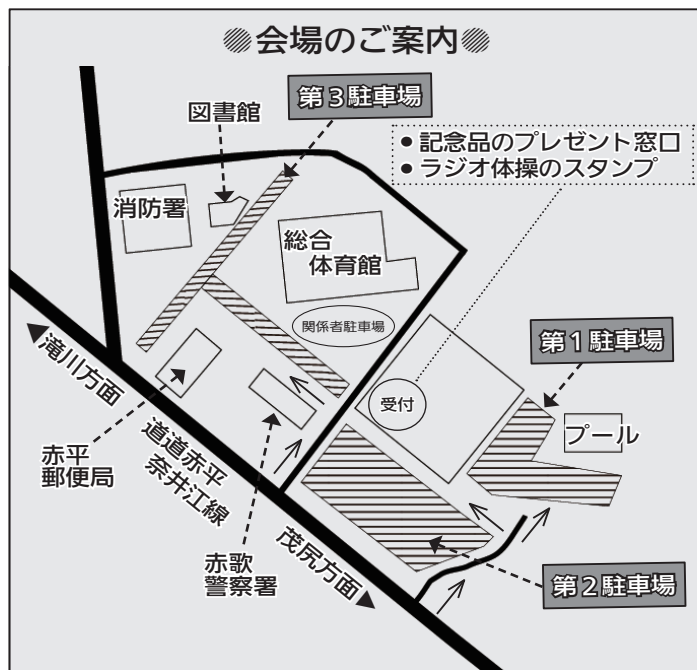 会場のご案内
第3駐車場
図書館
• 記念品のプレゼント窓口
• ラジオ体操のスタンプ
消防署
総合
体育館
関係者駐車場
第1駐車場
◀滝川方面
受付
プール
赤平
郵便局
道道赤平
奈井江線
赤歌
警察署
茂尻方面▶
第2駐車場